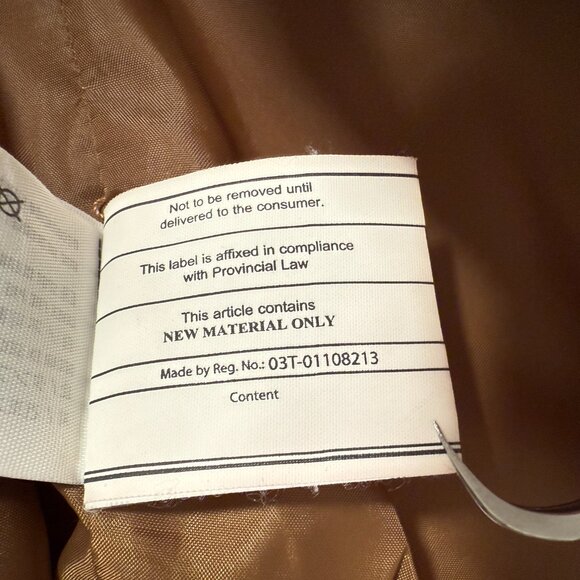 Not to be removed until
delivered to the consumer.
This label is affixed in compliance
with Provincial Law
This article contains
NEW MATERIAL ONLY
Made by Reg. No.: 03T-01108213
Content